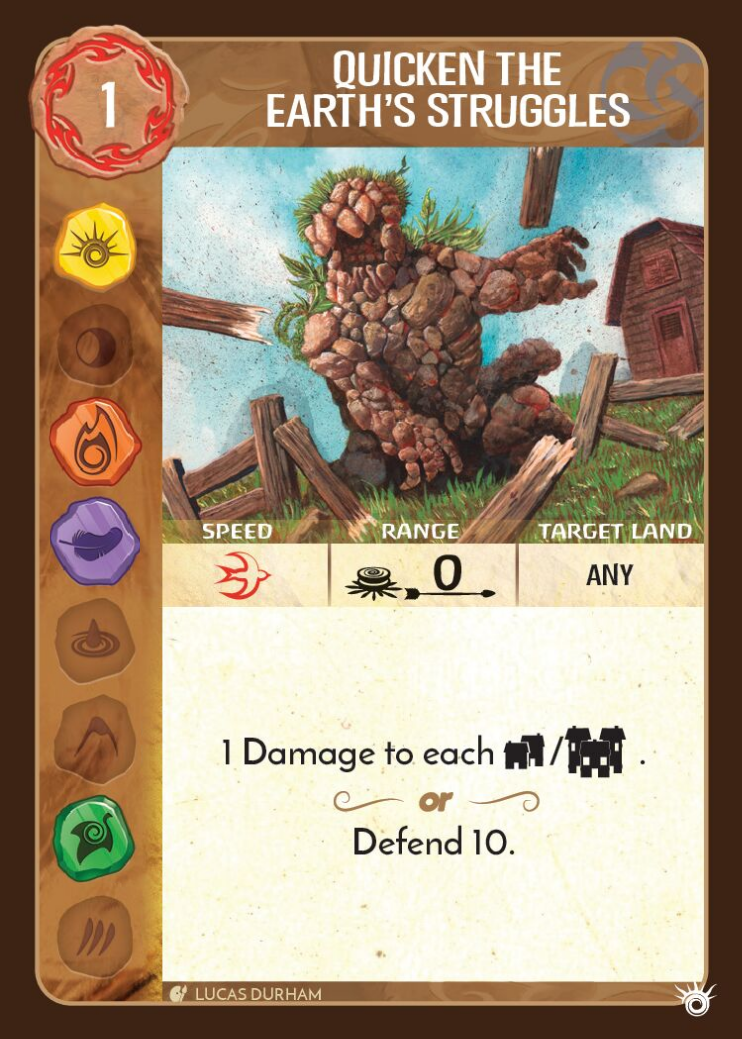 1
QUICKEN THE
EARTH'S STRUGGLES
SPEED RANGE TARGET LAND
0 ANY
1 Damage to each / .
or
Defend 10.
LUCAS DURHAM